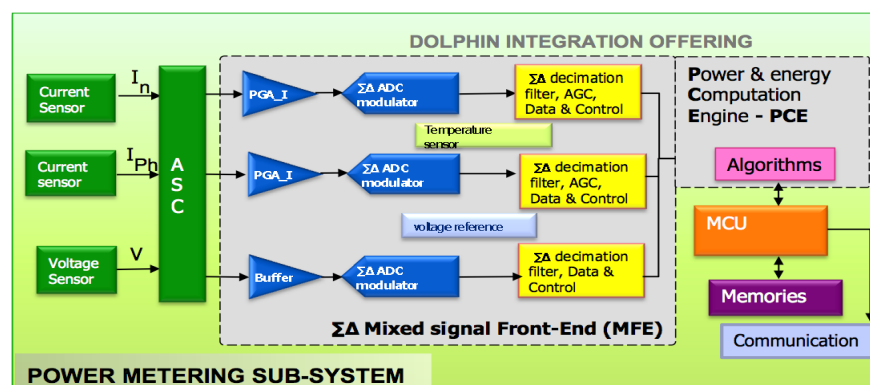 DOLPHIN INTEGRATION OFFERING
Current
Sensor
In
PGA_I
ΣΔ ADC
modulator
ΣΔ decimation
filter, AGC,
Data & Control
Power & energy
Computation
Engine - PCE
Temperature
sensor
Current
sensor
IPh
A
S
C
PGA_I
ΣΔ ADC
modulator
ΣΔ decimation
filter, AGC,
Data & Control
Algorithms
voltage reference
MCU
Voltage
Sensor
V
Buffer
ΣΔ ADC
modulator
ΣΔ decimation
filter, Data &
Control
Memories
ΣΔ Mixed signal Front-End (MFE)
Communication
POWER METERING SUB-SYSTEM